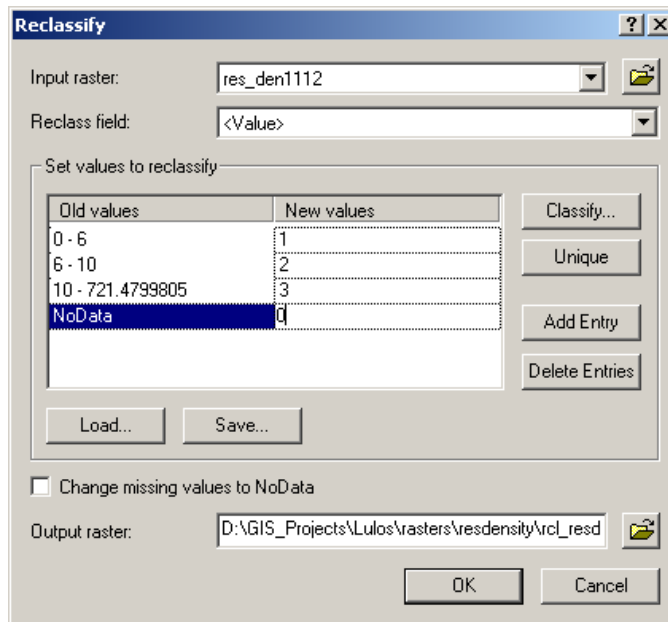 Reclassify
Input raster: res_den1112
Reclass field: <Value>
Set values to reclassify
Old values New values
0 - 6 1
6 - 10 2
10 - 721.4799805 3
NoData 0
Classify...
Unique
Add Entry
Delete Entries
Load... Save...
Change missing values to NoData
Output raster: D:\GIS_Projects\Lulos\rasters\resdensity\rcl_resd
OK Cancel